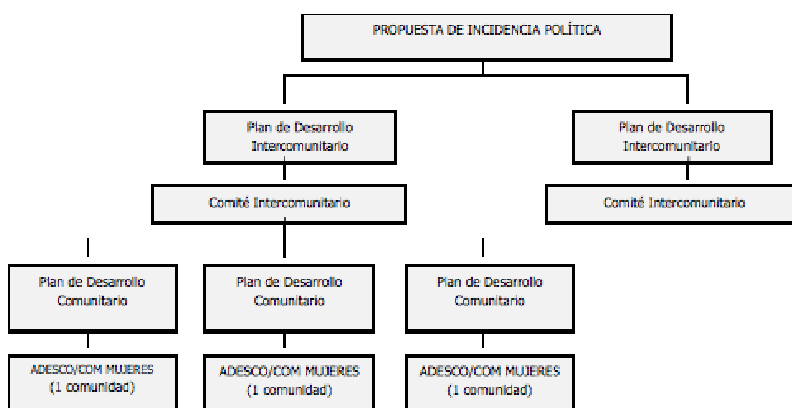 PROPUESTA DE INCIDENCIA POLÍTICA
Plan de Desarrollo
Intercomunitario
Plan de Desarrollo
Intercomunitario
Comité Intercomunitario
Comité Intercomunitario
Plan de Desarrollo
Comunitario
Plan de Desarrollo
Comunitario
Plan de Desarrollo
Comunitario
ADESCO/COM MUJERES
(1 comunidad)
ADESCO/COM MUJERES
(1 comunidad)
ADESCO/COM MUJERES
(1 comunidad)